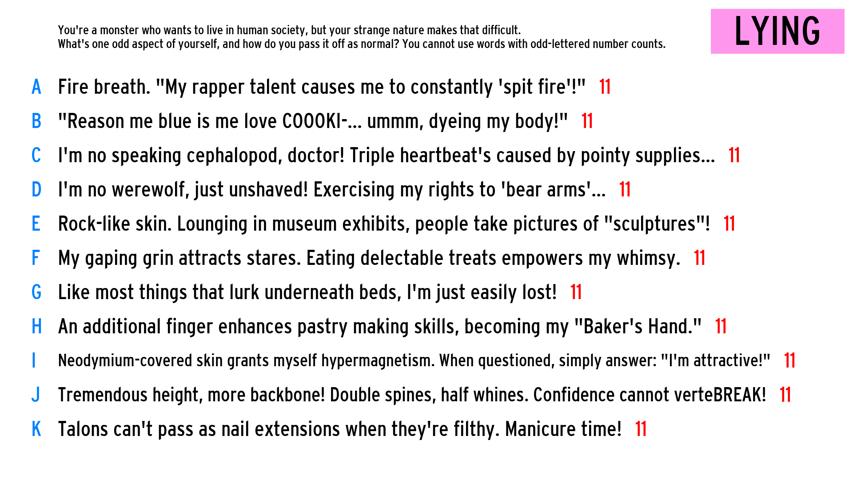 You're a monster who wants to live in human society, but your strange nature makes that difficult.
What's one odd aspect of yourself, and how do you pass it off as normal? You cannot use words with odd-lettered number counts.
LYING
A Fire breath. "My rapper talent causes me to constantly 'spit fire'!" 11
B "Reason me blue is me love COOOKI-... ummm, dyeing my body!" 11
C I'm no speaking cephalopod, doctor! Triple heartbeat's caused by pointy supplies... 11
D I'm no werewolf, just unshaved! Exercising my rights to 'bear arms'... 11
E Rock-like skin. Lounging in museum exhibits, people take pictures of "sculptures"! 11
F My gaping grin attracts stares. Eating delectable treats empowers my whimsy. 11
G Like most things that lurk underneath beds, I'm just easily lost! 11
H An additional finger enhances pastry making skills, becoming my "Baker's Hand." 11
I Neodymium-covered skin grants myself hypermagnetism. When questioned, simply answer: "I'm attractive!" 11
J Tremendous height, more backbone! Double spines, half whines. Confidence cannot verteBREAK! 11
K Talons can't pass as nail extensions when they're filthy. Manicure time! 11